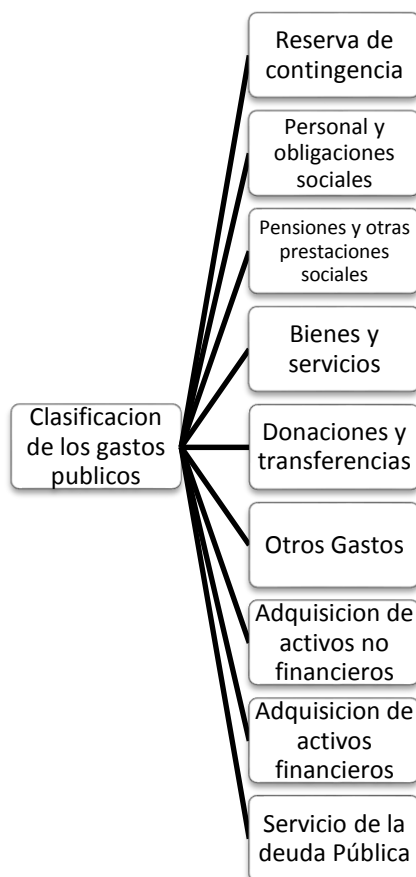 Reserva de
contingencia
Personal y
obligaciones
sociales
Pensiones y otras
prestaciones
sociales
Bienes y
servicios
Clasificacion
de los gastos
publicos
Donaciones y
transferencias
Otros Gastos
Adquisicion de
activos no
financieros
Adquisicion de
activos
financieros
Servicio de la
deuda Pública